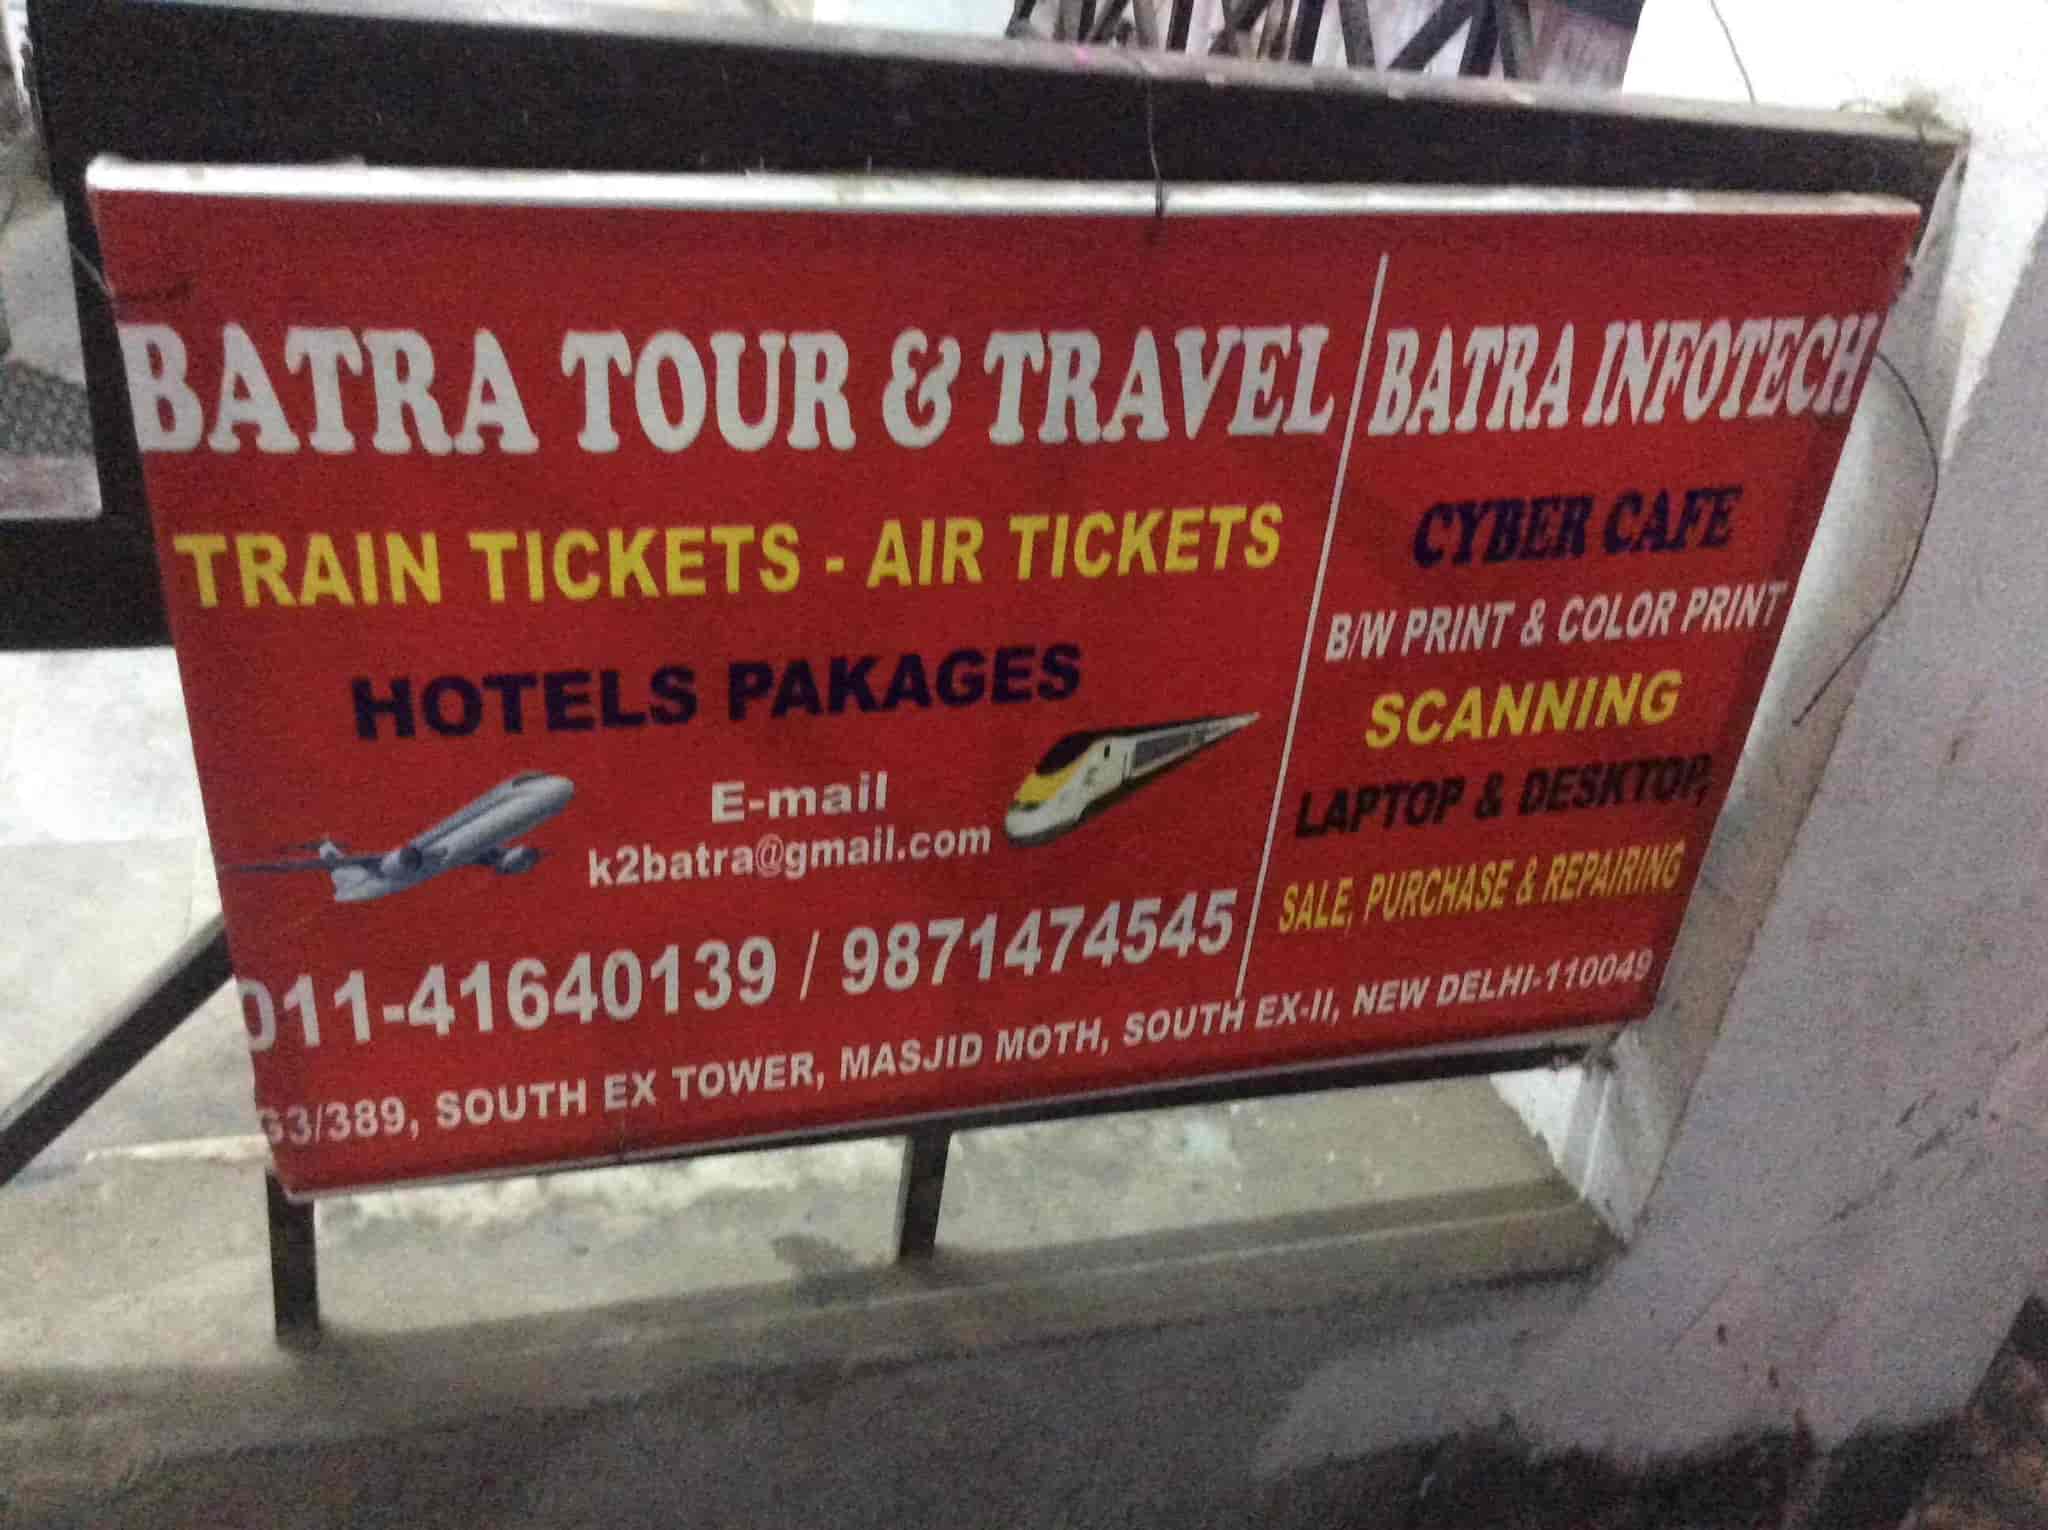 BATRA TOUR & TRAVEL
TRAIN TICKETS - AIR TICKETS
HOTELS PAKAGES
E-mail
k2batra@gmail.com
011-41640139 / 9871474545
BATRA INFOTECH
CYBER CAFE
B/W PRINT & COLOR PRINT
SCANNING
LAPTOP & DESKTOP,
SALE, PURCHASE & REPAIRING
G3/389, SOUTH EX TOWER, MASJID MOTH, SOUTH EX-II, NEW DELHI-110049